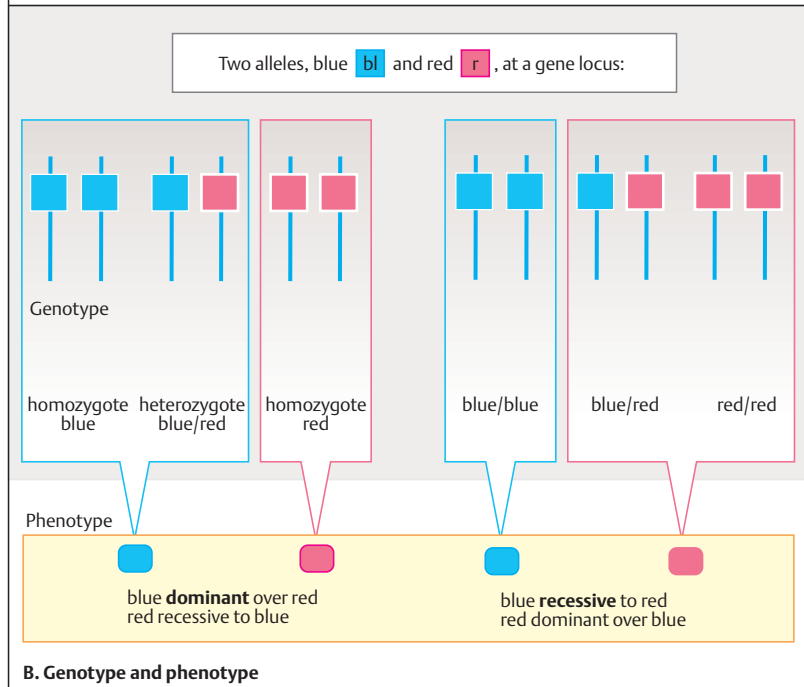 Two alleles, blue bl and red r , at a gene locus:
Genotype
homozygote
blue
heterozygote
blue/red
homozygote
red
blue/blue
blue/red
red/red
Phenotype
blue dominant over red
red recessive to blue
blue recessive to red
red dominant over blue
B. Genotype and phenotype